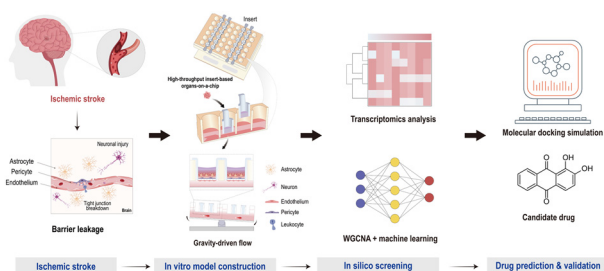 Insert
High-throughput insert-based
organs-on-a-chip
Ischemic stroke
Neuronal injury
Astrocyte
Pericyte
Endothelium
Tight junction
breakdown
Brain
Barrier leakage
Astrocyte
Neuron
Endothelium
Pericyte
Leukocyte
Gravity-driven flow
Transcriptomics analysis
WGCNA + machine learning
Molecular docking simulation
O
OH
OH
O
Candidate drug
Ischemic stroke
In vitro model construction
In silico screening
Drug prediction & validation